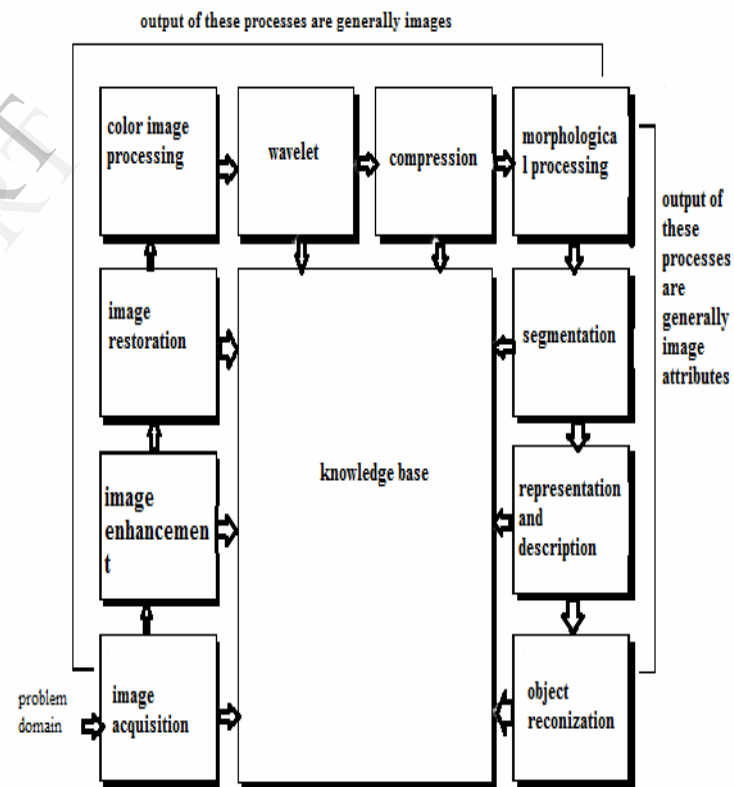 output of these processes are generally images
color image
processing
wavelet
compression
morphologica
l processing
output of
these
processes
are
generally
image
attributes
image
restoration
segmentation
knowledge base
image
enhancemen
t
representation
and
description
problem
domain
image
acquisition
object
reconization
RT